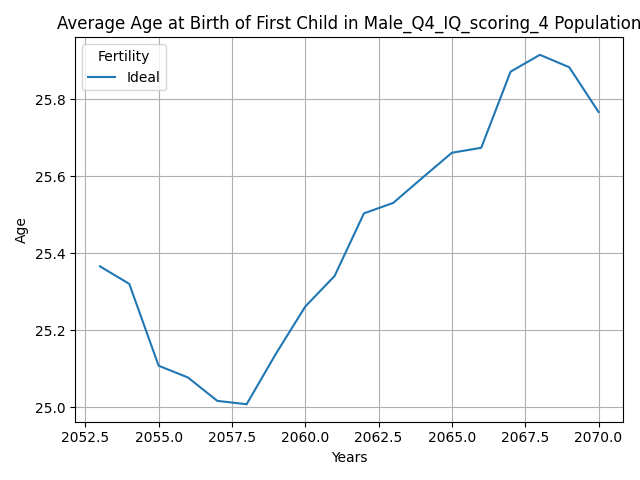 Average Age at Birth of First Child in Male_Q4_IQ_scoring_4 Population
Fertility
Ideal
Age
25.8
25.6
25.4
25.2
25.0
2052.5 2055.0 2057.5 2060.0 2062.5 2065.0 2067.5 2070.0
Years